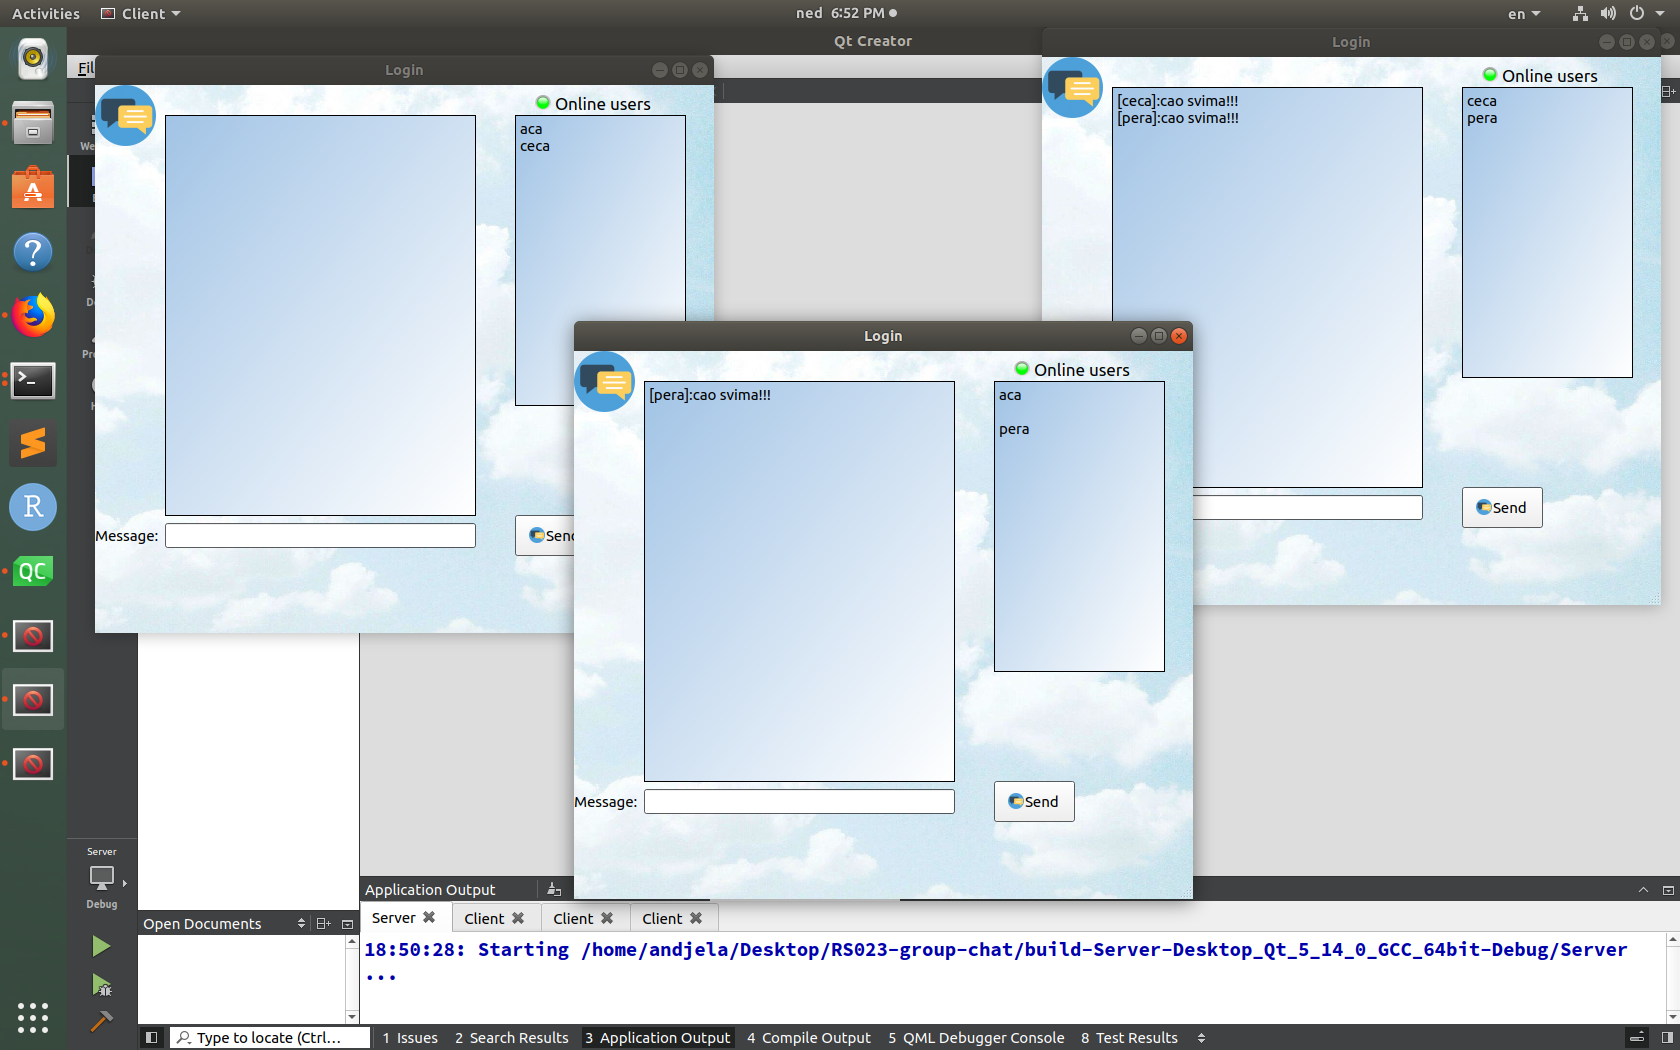 Activities
Client
ned 6:52 PM
en
Qt Creator
Fil
Login
Online users
aca
ceca
Message:
Login
Online users
[ceca]:cao svima!!!
[pera]:cao svima!!!
ceca
pera
Send
Login
Online users
[pera]:cao svima!!!
aca
pera
Message:
Send
Server
Debug
Open Documents
Application Output
Server
Client
Client
Client
18:50:28: Starting /home/andjela/Desktop/RS023-group-chat/build-Server-Desktop_Qt_5_14_0_GCC_64bit-Debug/Server
...
Type to locate (Ctrl...
1 Issues
2 Search Results
3 Application Output
4 Compile Output
5 QML Debugger Console
8 Test Results